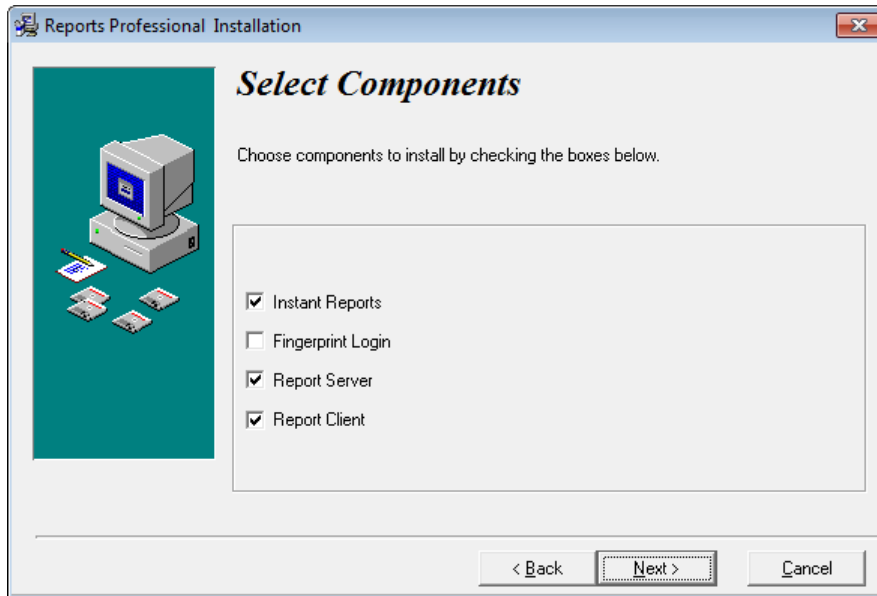 Reports Professional Installation
Select Components
Choose components to install by checking the boxes below.
Instant Reports
Fingerprint Login
Report Server
Report Client
< Back Next > Cancel